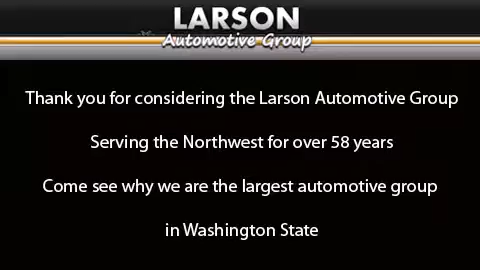 LARSON
Automotive Group
Thank you for considering the Larson Automotive Group
Serving the Northwest for over 58 years
Come see why we are the largest automotive group
in Washington State